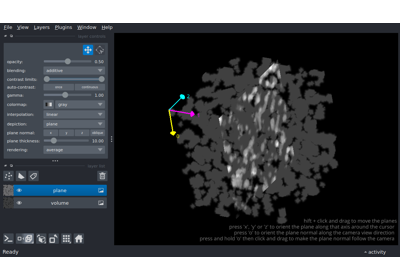 File View Layers Plugins Window Help
layer controls
opacity: 0.50
blending: additive
contrast limits:
auto-contrast: once continuous
gamma: 1.00
colormap: gray
interpolation: linear
depiction: plane
plane normal: x y z oblique
plane thickness: 10.00
rendering: average
layer list
plane
volume
hift + click and drag to move the planes
press 'x', 'y' or 'z' to orient the plane along that axis around the cursor
press 'o' to orient the plane normal along the camera view direction
press and hold 'o' then click and drag to make the plane normal follow the camera
Ready
activity